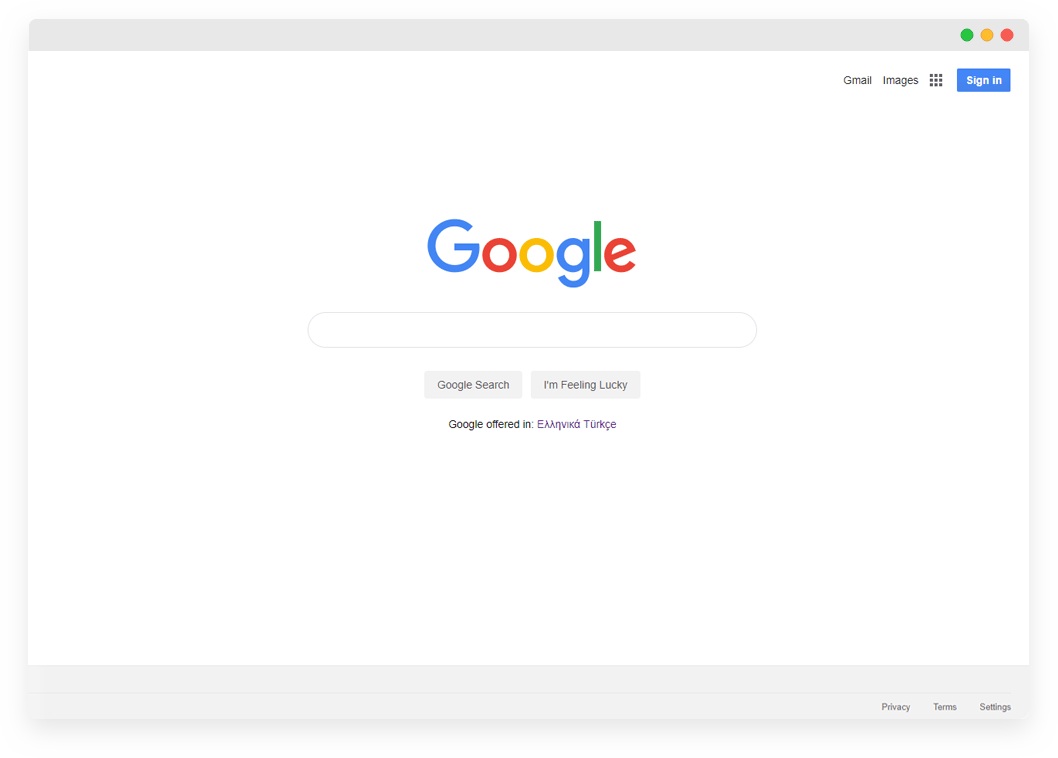 Gmail Images Sign in
Google
Google Search I'm Feeling Lucky
Google offered in: Ελληνικά Türkçe
Privacy Terms Settings